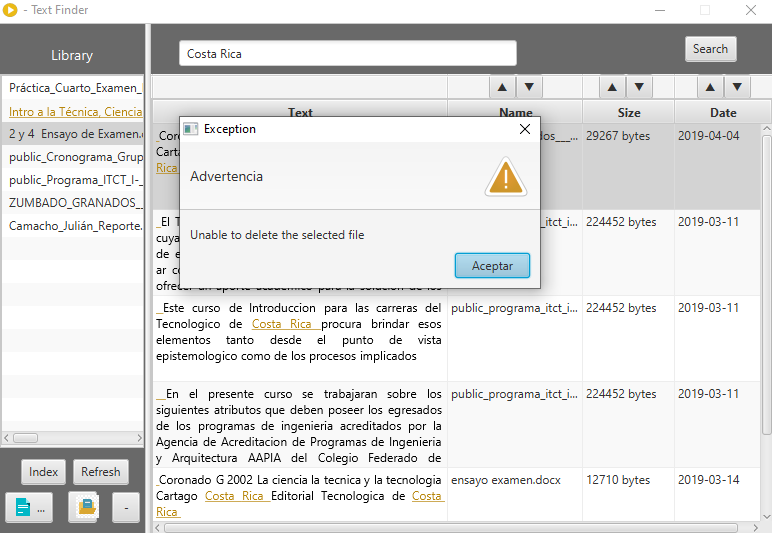 - Text Finder
Library
Costa Rica
Search
Práctica_Cuarto_Examen_
Intro a la Técnica, Ciencia
2 y 4 Ensayo de Examen.
public_Cronograma_Grup
public_Programa_ITCT_I-_
ZUMBADO_GRANADOS_
Camacho_Julián_Reporte.
Text Name Size Date
_Coro
Carta
Rica
dos___... 29267 bytes 2019-04-04
Exception
Advertencia
Unable to delete the selected file
Aceptar
_El T
cuya
de e
ar co
ofrecer un aporte academico para la solucion de los
_itct_i... 224452 bytes 2019-03-11
__Este curso de Introduccion para las carreras del
Tecnologico de Costa Rica procura brindar esos
elementos tanto desde el punto de vista
epistemologico como de los procesos implicados
public_programa_itct_i... 224452 bytes 2019-03-11
__En el presente curso se trabajaran sobre los
siguientes atributos que deben poseer los egresados
de los programas de ingenieria acreditados por la
Agencia de Acreditacion de Programas de Ingenieria
y Arquitectura AAPIA del Colegio Federado de
public_programa_itct_i... 224452 bytes 2019-03-11
_Coronado G 2002 La ciencia la tecnica y la tecnologia
Cartago Costa Rica Editorial Tecnologica de Costa
Rica
ensayo examen.docx 12710 bytes 2019-03-14
Index Refresh
... -